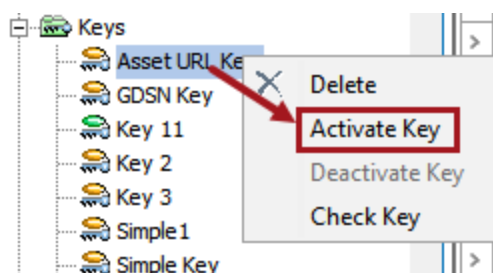 Keys
Asset URL Ke
GDSN Key
Key 11
Key 2
Key 3
Simple1
Simple Key
Delete
Activate Key
Deactivate Key
Check Key